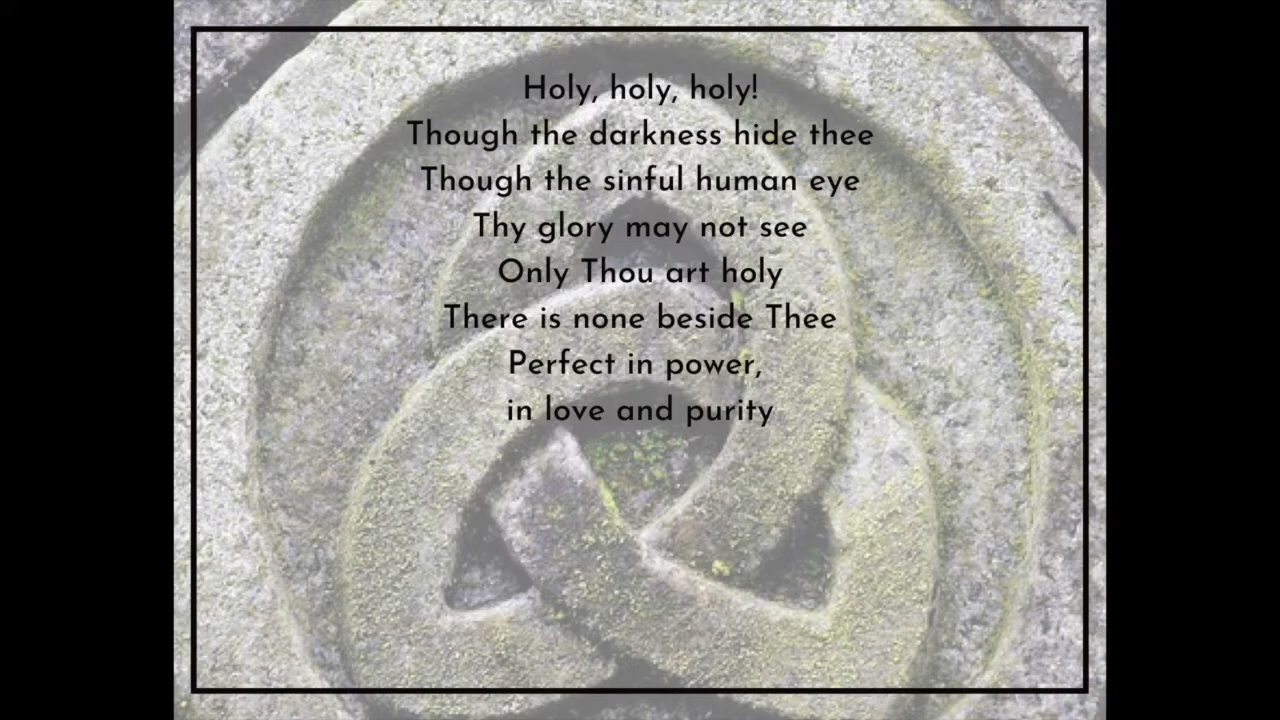 Holy, holy, holy!
Though the darkness hide thee
Though the sinful human eye
Thy glory may not see
Only Thou art holy
There is none beside Thee
Perfect in power,
in love and purity